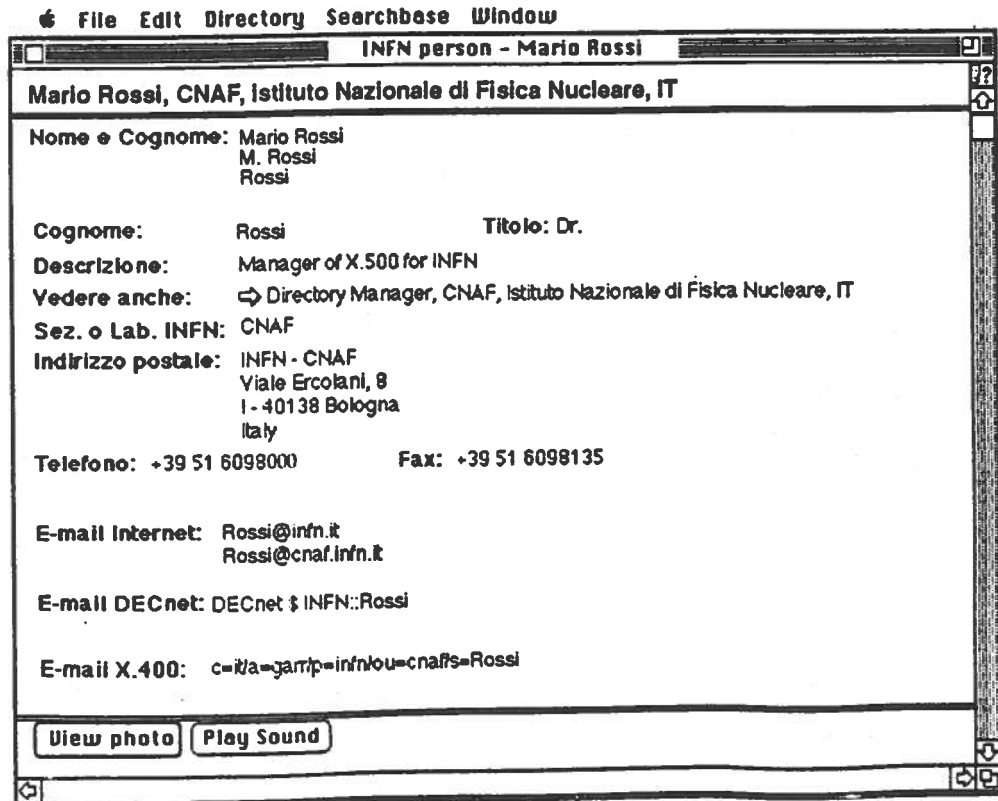 File Edit Directory Searchbase Window
INFN person - Mario Rossi
Mario Rossi, CNAF, Istituto Nazionale di Fisica Nucleare, IT
Nome e Cognome: Mario Rossi
M. Rossi
Rossi
Cognome: Rossi Titolo: Dr.
Descrizione: Manager of X.500 for INFN
Vedere anche: ⇨ Directory Manager, CNAF, Istituto Nazionale di Fisica Nucleare, IT
Sez. o Lab. INFN: CNAF
Indirizzo postale: INFN - CNAF
Viale Ercolani, 8
I - 40138 Bologna
Italy
Telefono: +39 51 6098000 Fax: +39 51 6098135
E-mail Internet: Rossi@infn.it
Rossi@cnaf.infn.it
E-mail DECnet: DECnet $ INFN::Rossi
E-mail X.400: c=it/a=garr/p=infn/ou=cnaf/s=Rossi
View photo Play Sound